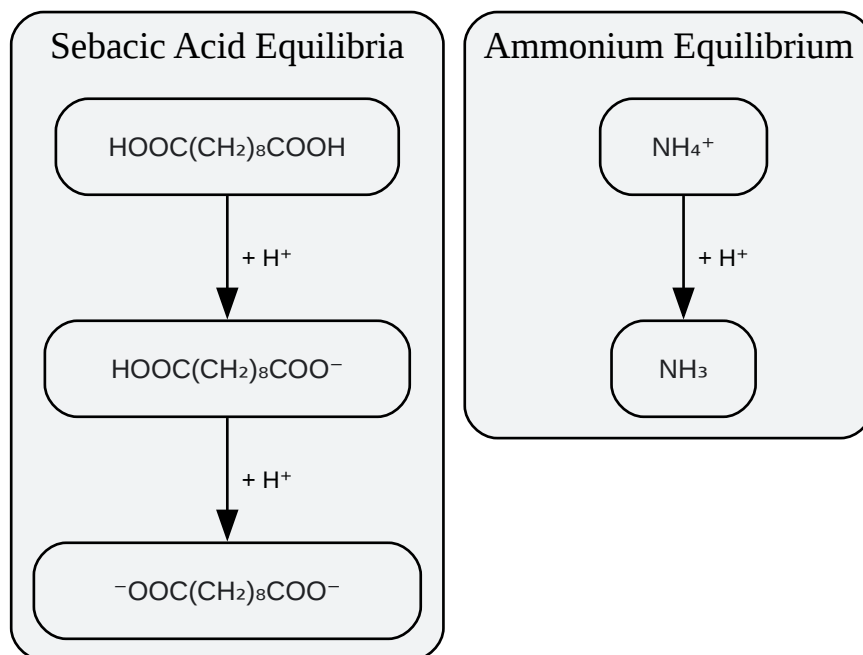 Sebacic Acid Equilibria
HOOC(CH₂)₈COOH
+ H⁺
HOOC(CH₂)₈COO⁻
+ H⁺
⁻OOC(CH₂)₈COO⁻
Ammonium Equilibrium
NH₄⁺
+ H⁺
NH₃